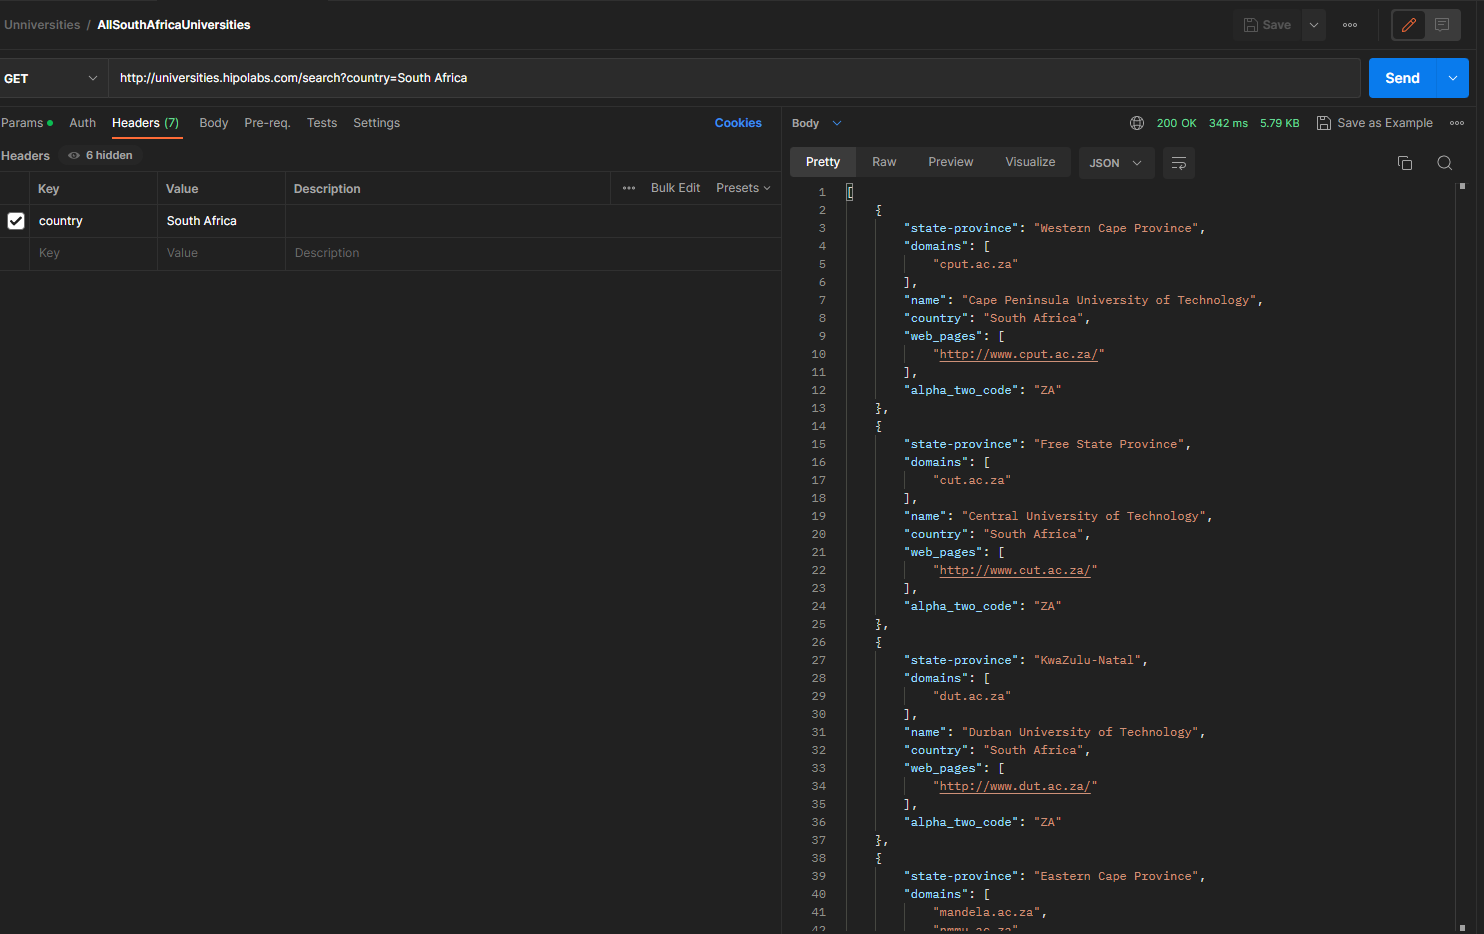 Unniversities / AllSouthAfricaUniversities
Save
GET
http://universities.hipolabs.com/search?country=South Africa
Send
Params Auth Headers (7) Body Pre-req. Tests Settings Cookies
Headers 6 hidden
Key Value Description Bulk Edit Presets
country South Africa
Key Value Description
Body 200 OK 342 ms 5.79 KB Save as Example
Pretty Raw Preview Visualize JSON
1 [
2 {
3 "state-province": "Western Cape Province",
4 "domains": [
5 "cput.ac.za"
6 ],
7 "name": "Cape Peninsula University of Technology",
8 "country": "South Africa",
9 "web_pages": [
10 "http://www.cput.ac.za/"
11 ],
12 "alpha_two_code": "ZA"
13 },
14 {
15 "state-province": "Free State Province",
16 "domains": [
17 "cut.ac.za"
18 ],
19 "name": "Central University of Technology",
20 "country": "South Africa",
21 "web_pages": [
22 "http://www.cut.ac.za/"
23 ],
24 "alpha_two_code": "ZA"
25 },
26 {
27 "state-province": "KwaZulu-Natal",
28 "domains": [
29 "dut.ac.za"
30 ],
31 "name": "Durban University of Technology",
32 "country": "South Africa",
33 "web_pages": [
34 "http://www.dut.ac.za/"
35 ],
36 "alpha_two_code": "ZA"
37 },
38 {
39 "state-province": "Eastern Cape Province",
40 "domains": [
41 "mandela.ac.za",
42 "nmmu.ac.za"